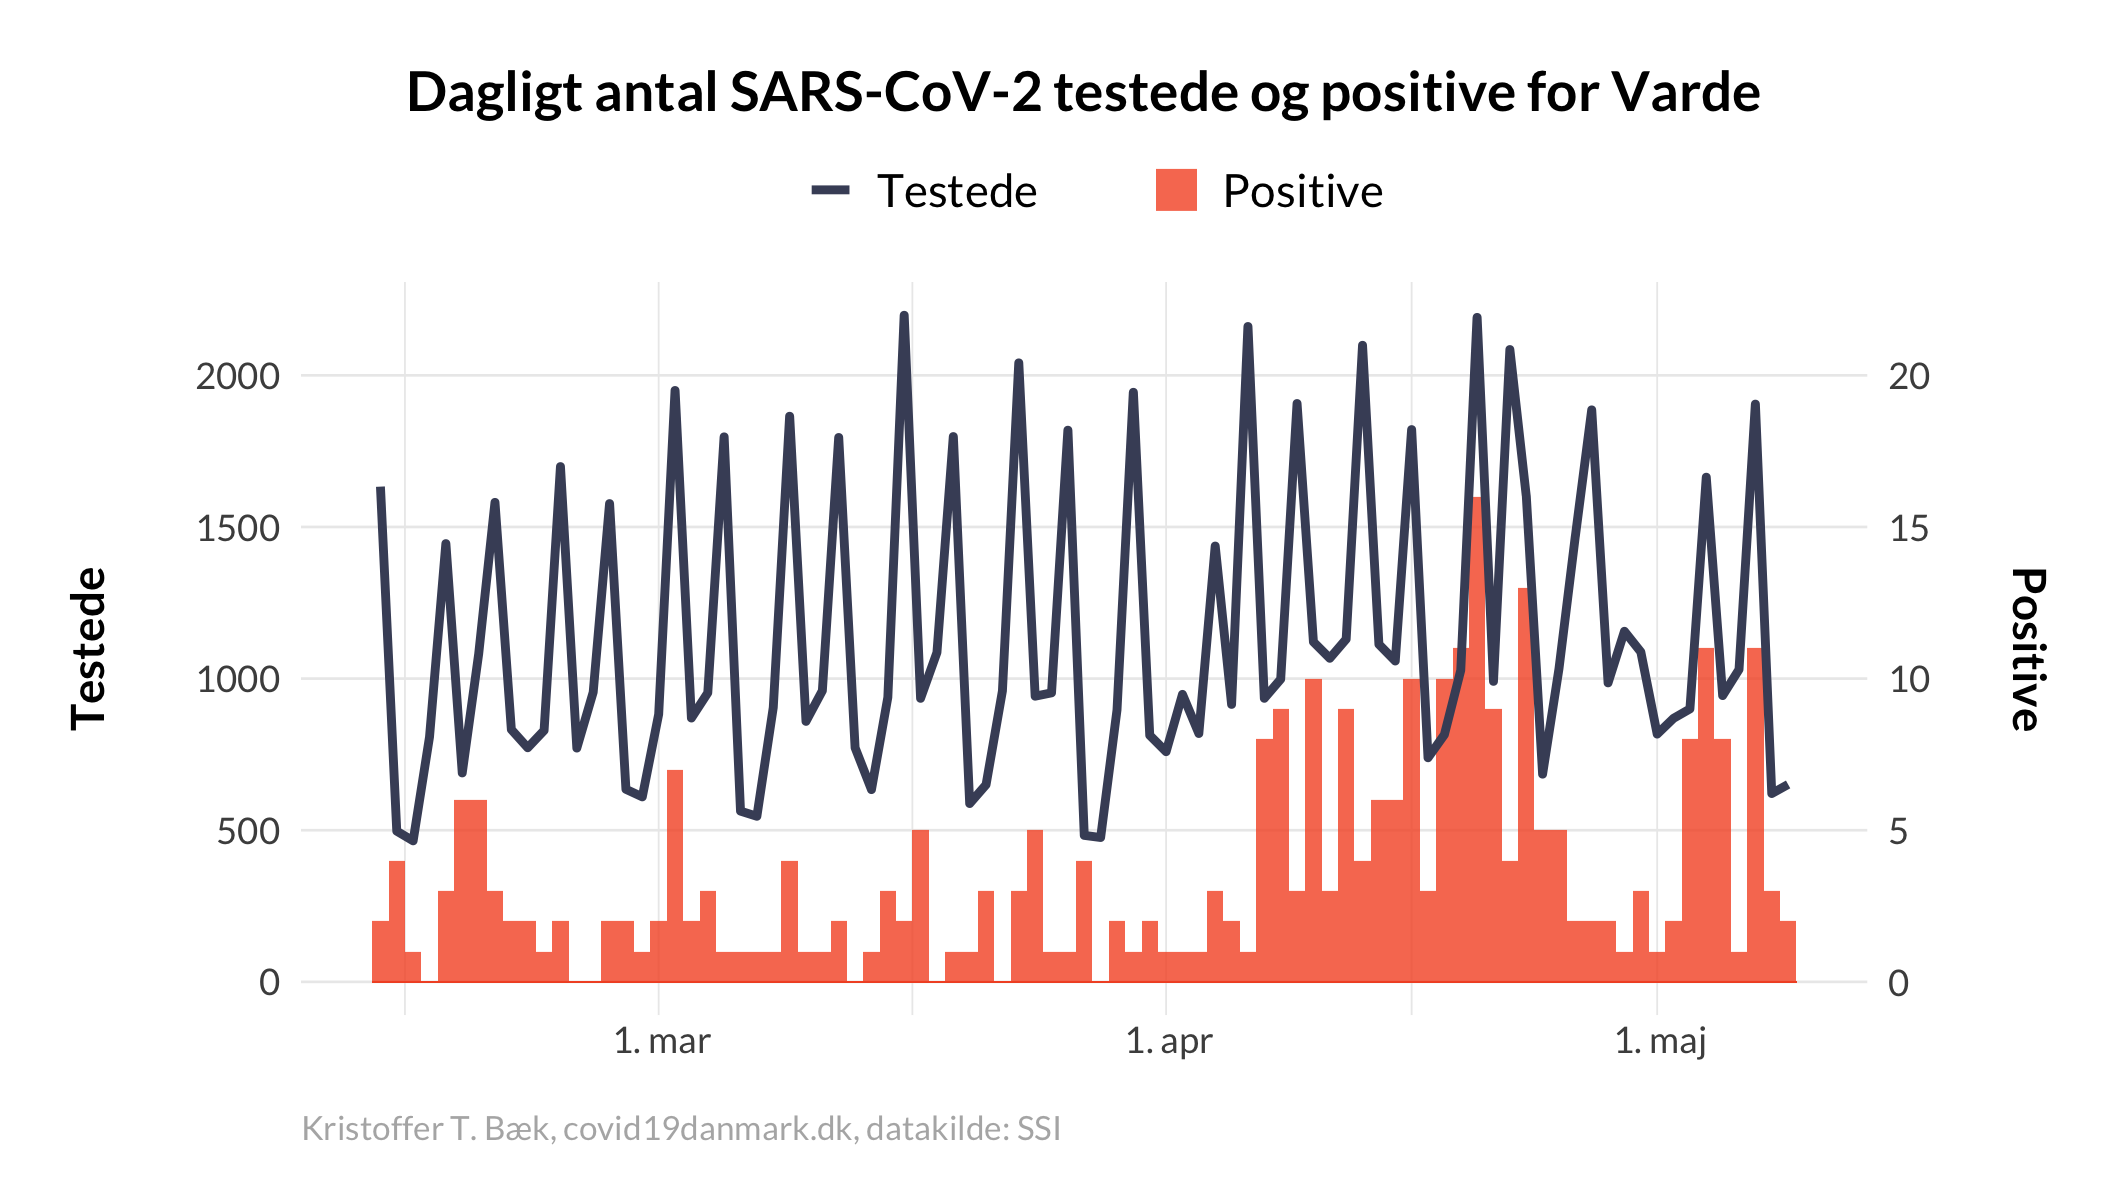 Dagligt antal SARS-CoV-2 testede og positive for Varde
Testede
Positive
2000
1500
1000
500
0
20
15
10
5
0
Testede
Positive
1. mar
1. apr
1. maj
Kristoffer T. Bæk, covid19danmark.dk, datakilde: SSI